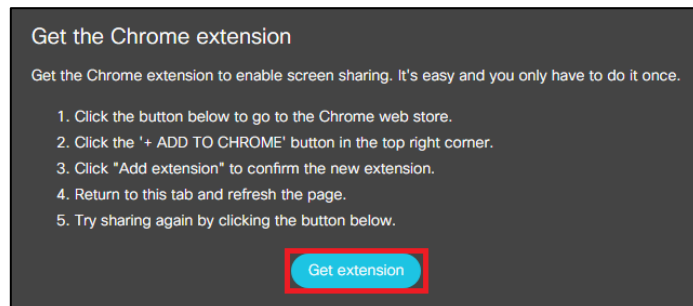 Get the Chrome extension
Get the Chrome extension to enable screen sharing. It's easy and you only have to do it once.
1. Click the button below to go to the Chrome web store.
2. Click the '+ ADD TO CHROME' button in the top right corner.
3. Click "Add extension" to confirm the new extension.
4. Return to this tab and refresh the page.
5. Try sharing again by clicking the button below.
Get extension